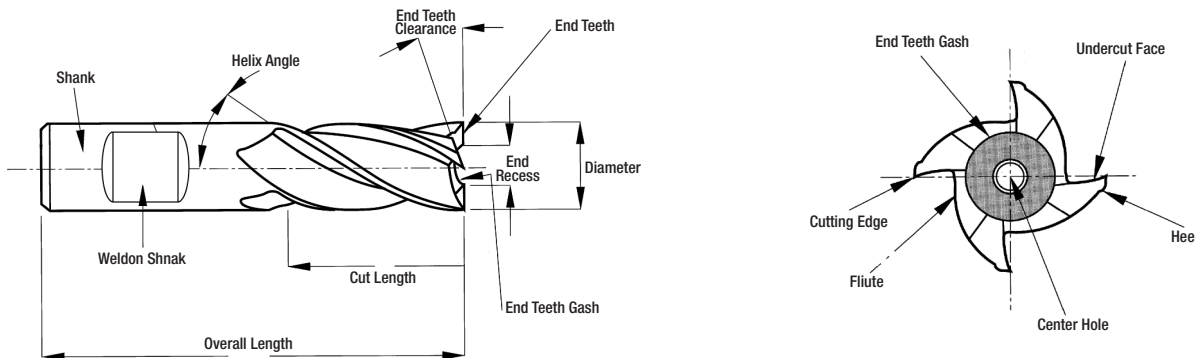 End Teeth
Clearance
End Teeth
Helix Angle
Shank
End
Recess
Diameter
Weldon Shnak
Cut Length
End Teeth Gash
Overall Length
End Teeth Gash
Undercut Face
Cutting Edge
Hee
Fliute
Center Hole